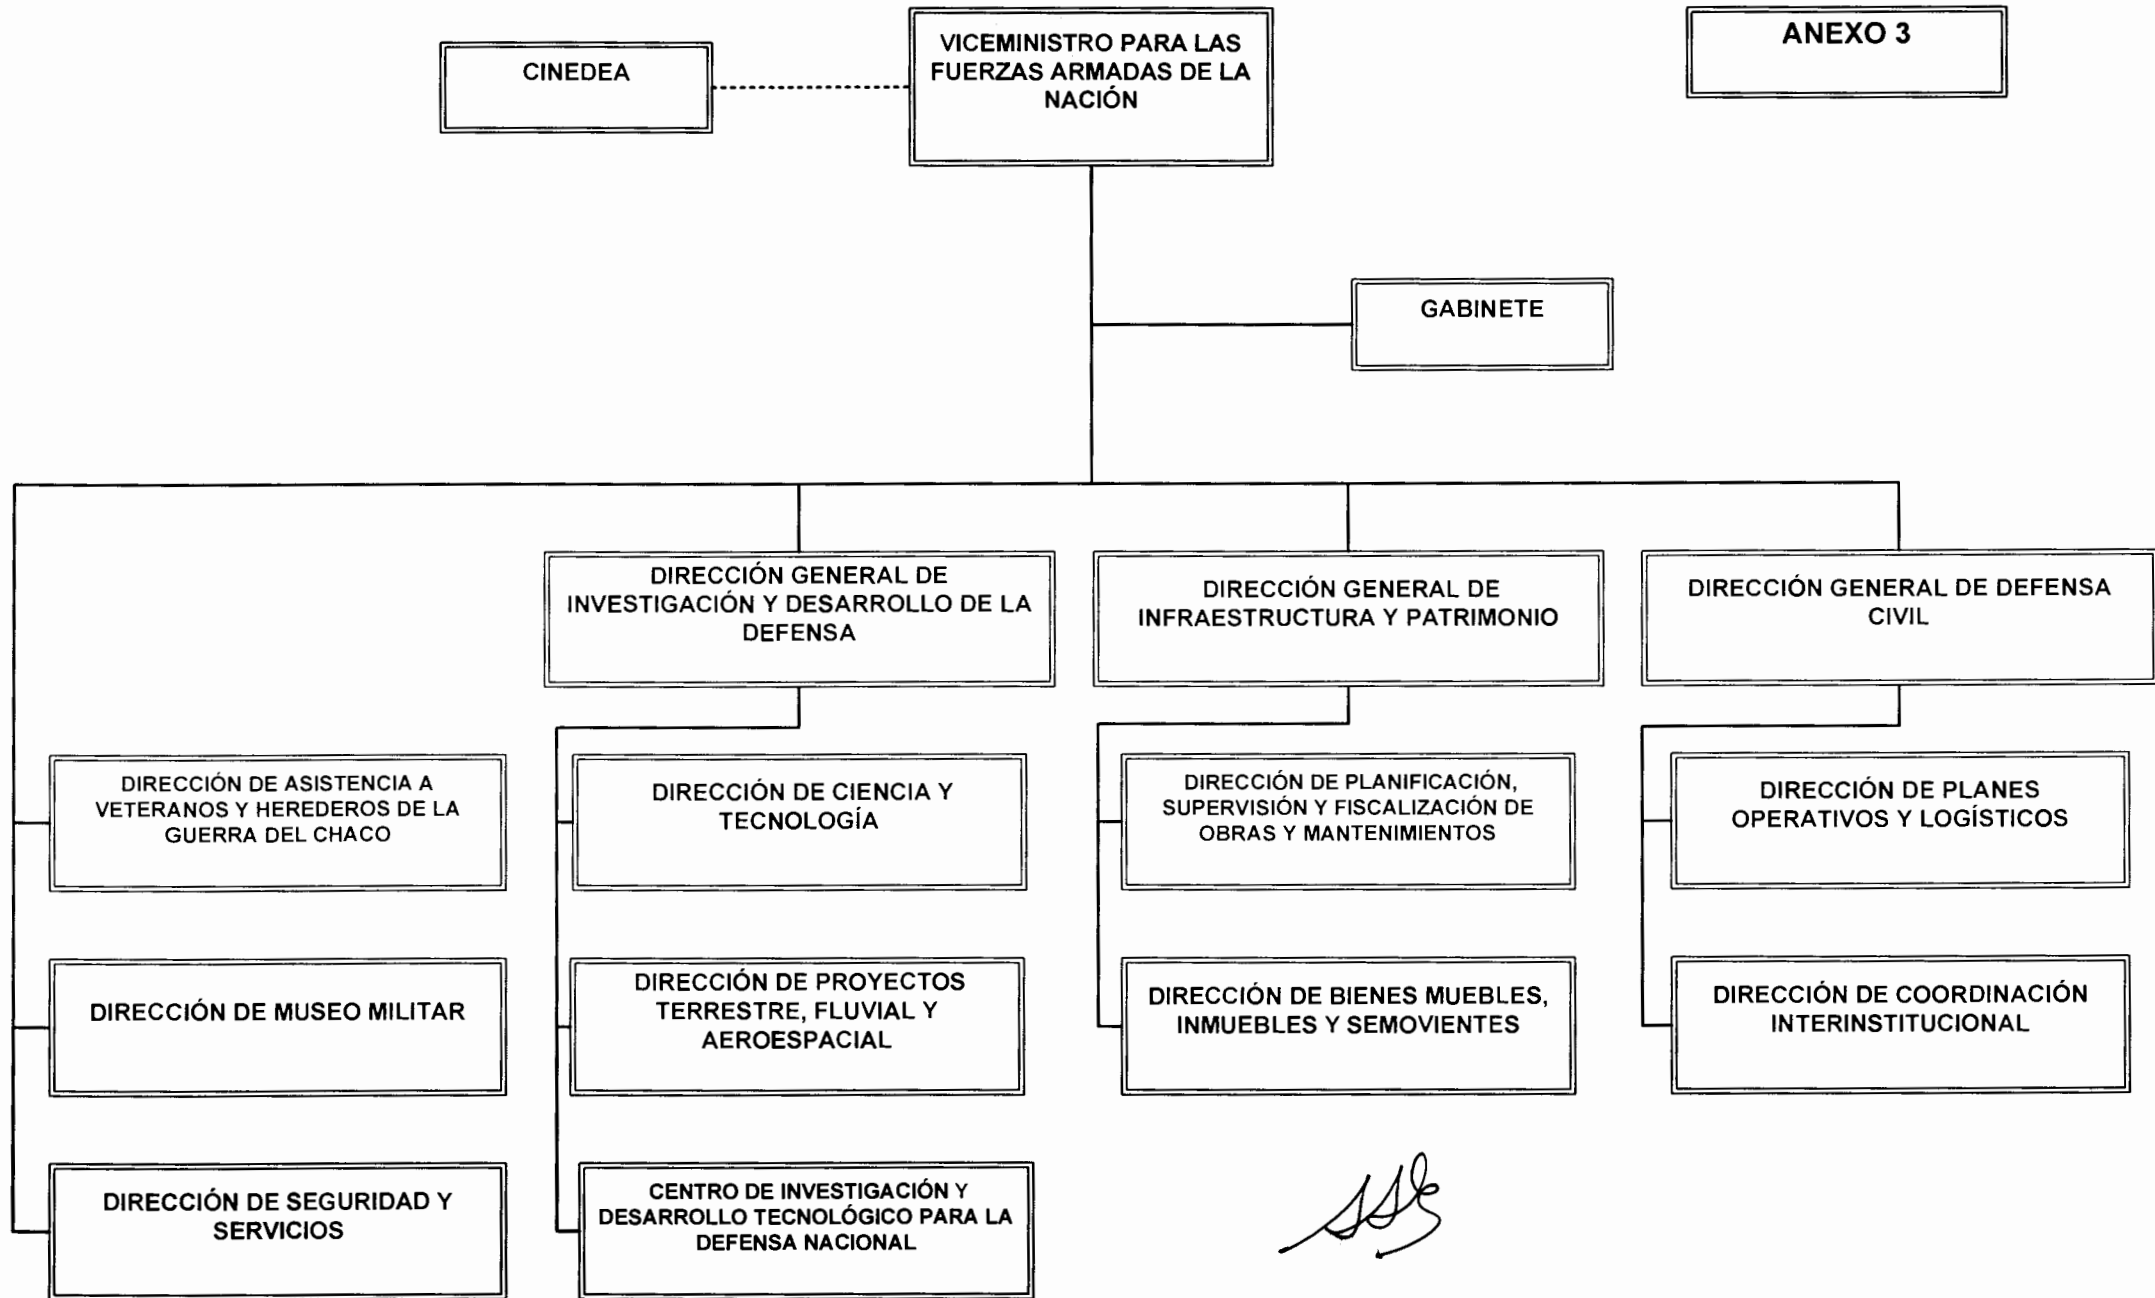 CINEDEA
VICEMINISTRO PARA LAS
FUERZAS ARMADAS DE LA
NACIÓN
ANEXO 3
GABINETE
DIRECCIÓN GENERAL DE
INVESTIGACIÓN Y DESARROLLO DE LA
DEFENSA
DIRECCIÓN GENERAL DE
INFRAESTRUCTURA Y PATRIMONIO
DIRECCIÓN GENERAL DE DEFENSA
CIVIL
DIRECCIÓN DE ASISTENCIA A
VETERANOS Y HEREDEROS DE LA
GUERRA DEL CHACO
DIRECCIÓN DE CIENCIA Y
TECNOLOGÍA
DIRECCIÓN DE PLANIFICACIÓN,
SUPERVISIÓN Y FISCALIZACIÓN DE
OBRAS Y MANTENIMIENTOS
DIRECCIÓN DE PLANES
OPERATIVOS Y LOGÍSTICOS
DIRECCIÓN DE MUSEO MILITAR
DIRECCIÓN DE PROYECTOS
TERRESTRE, FLUVIAL Y
AEROESPACIAL
DIRECCIÓN DE BIENES MUEBLES,
INMUEBLES Y SEMOVIENTES
DIRECCIÓN DE COORDINACIÓN
INTERINSTITUCIONAL
DIRECCIÓN DE SEGURIDAD Y
SERVICIOS
CENTRO DE INVESTIGACIÓN Y
DESARROLLO TECNOLÓGICO PARA LA
DEFENSA NACIONAL